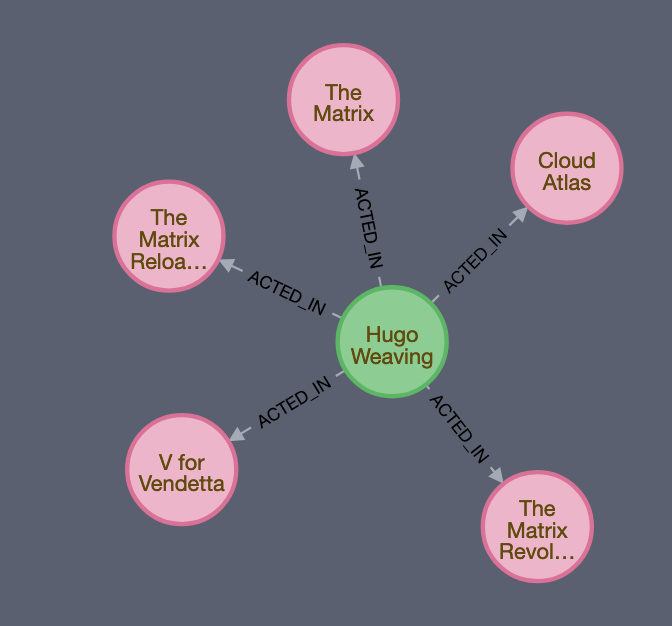 The
Matrix
Cloud
Atlas
The
Matrix
Reloa...
ACTED_IN
ACTED_IN
ACTED_IN
Hugo
Weaving
ACTED_IN
ACTED_IN
V for
Vendetta
The
Matrix
Revol...